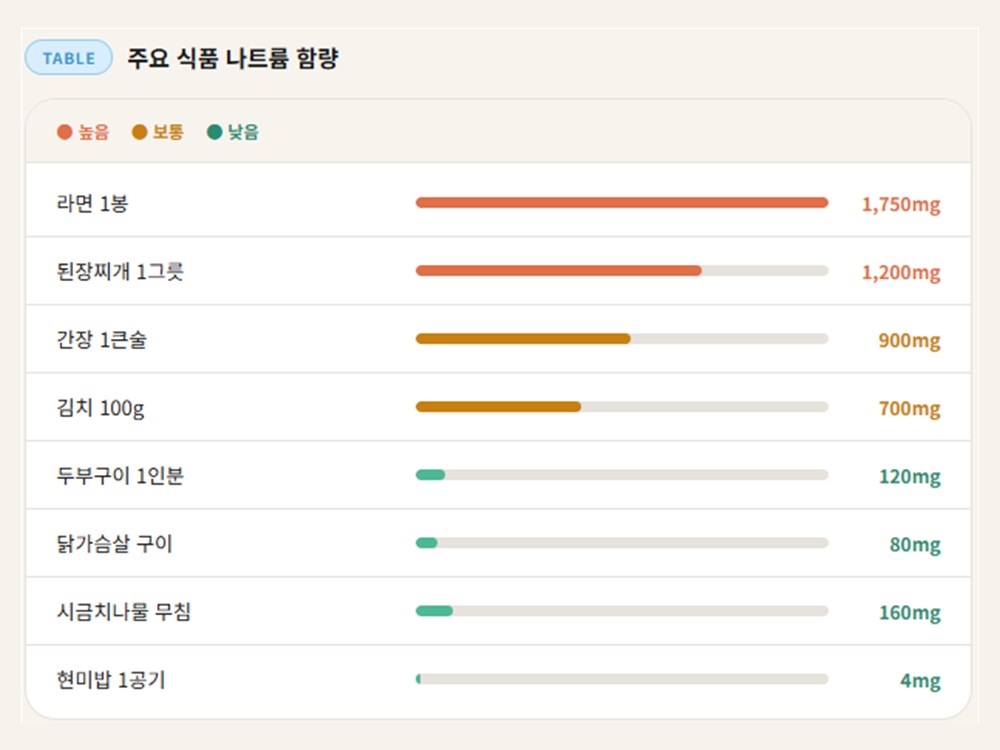 TABLE 주요 식품 나트륨 함량
높음 보통 낮음
라면 1봉 1,750mg
된장찌개 1그릇 1,200mg
간장 1큰술 900mg
김치 100g 700mg
두부구이 1인분 120mg
닭가슴살 구이 80mg
시금치나물 무침 160mg
현미밥 1공기 4mg